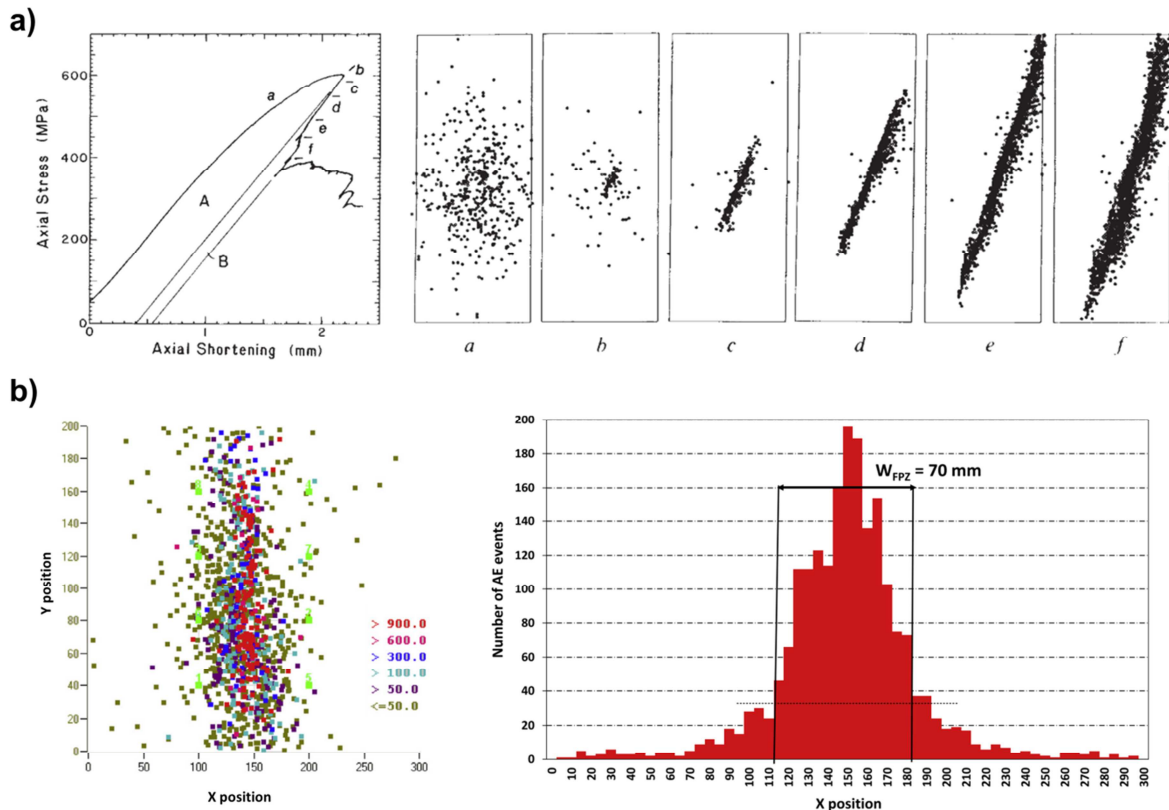 a)
Axial Stress (MPa)
600
400
200
0
a
b
c
d
e
f
A
B
0
1
2
Axial Shortening (mm)
a
b
c
d
e
f
b)
Y position
200
180
160
140
120
100
80
60
40
20
0
> 900.0
> 600.0
> 300.0
> 100.0
> 50.0
<=50.0
0 50 100 150 200 250 300
X position
Number of AE events
200
180
160
140
120
100
80
60
40
20
0
W_FPZ = 70 mm
0 10 20 30 40 50 60 70 80 90 100 110 120 130 140 150 160 170 180 190 200 210 220 230 240 250 260 270 280 290 300
X position